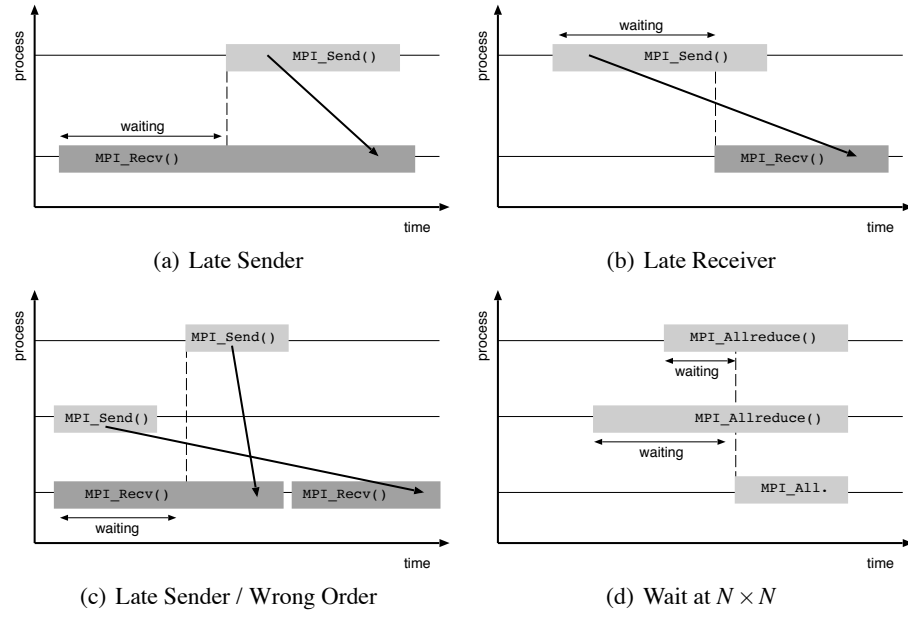 process
waiting
MPI_Send()
waiting
MPI_Recv()
time
(a) Late Sender
process
waiting
MPI_Send()
MPI_Recv()
time
(b) Late Receiver
process
MPI_Send()
MPI_Send()
MPI_Recv() MPI_Recv()
waiting
time
(c) Late Sender / Wrong Order
process
MPI_Allreduce()
waiting
MPI_Allreduce()
waiting
MPI_All.
time
(d) Wait at N × N